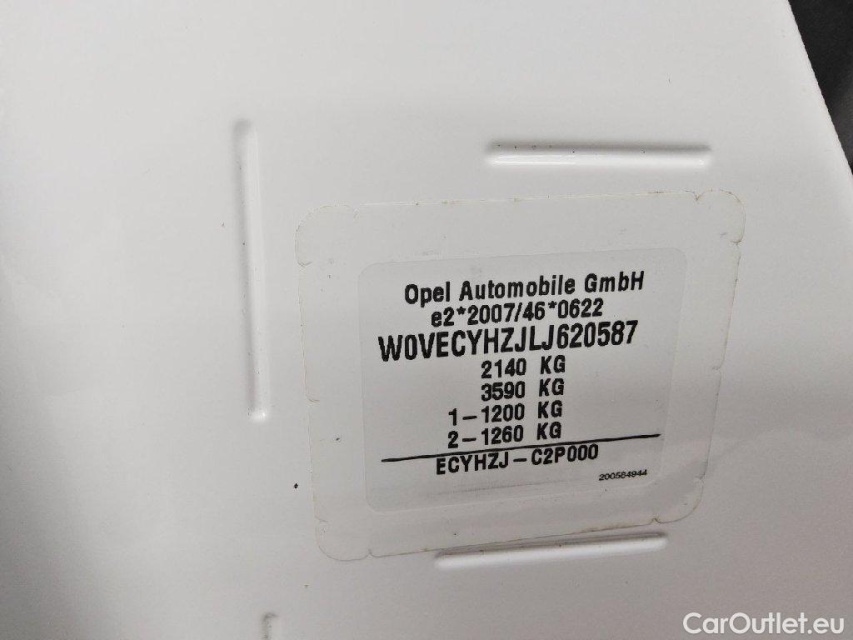 Opel Automobile GmbH
e2*2007/46*0622
W0VECYHZJLJ620587
2140 KG
3590 KG
1-1200 KG
2-1260 KG
ECYHZJ-C2P000
200584944
CarOutlet.eu